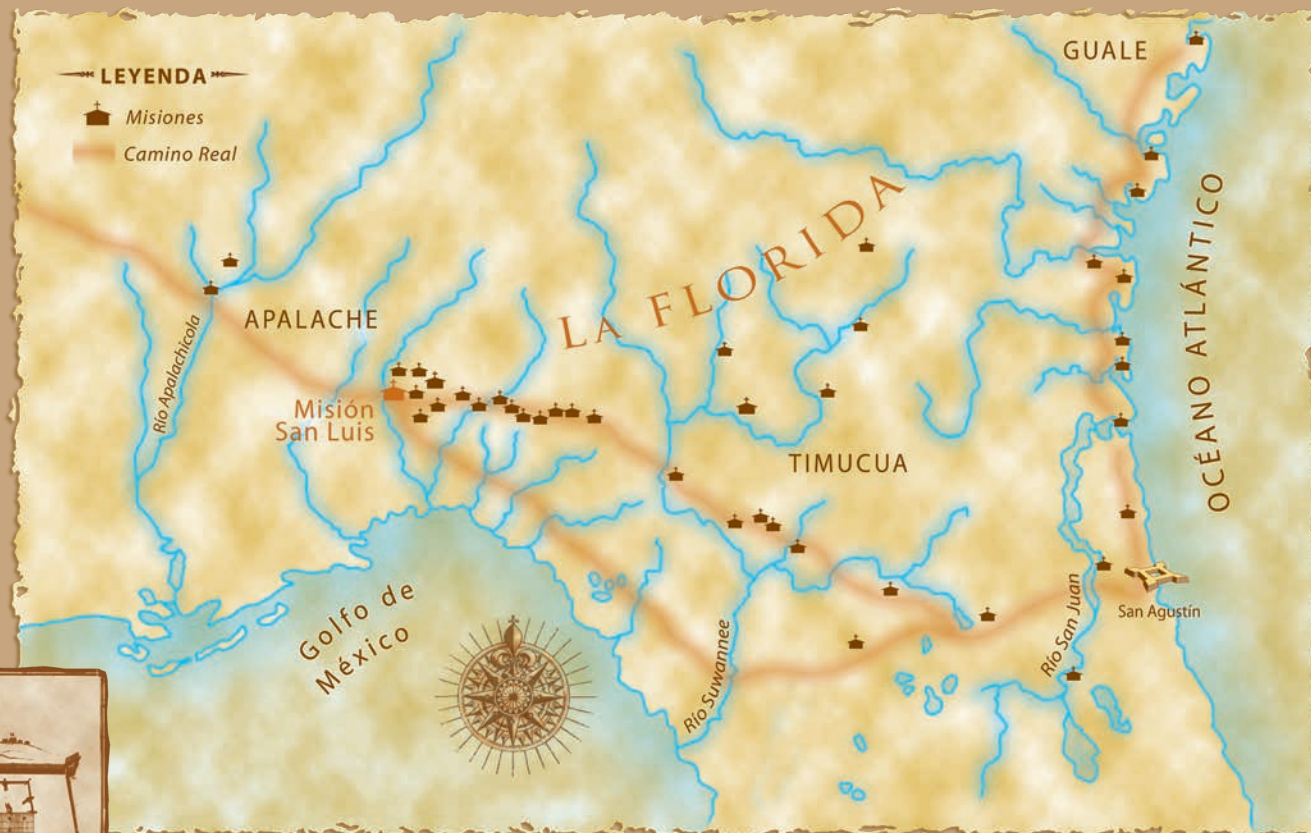 LEYENDA
Misiones
Camino Real
GUALE
OCÉANO ATLÁNTICO
LA FLORIDA
APALACHE
Río Apalachicola
Misión
San Luis
TIMUCUA
Golfo de
México
Río Suwannee
Río San Juan
San Agustín